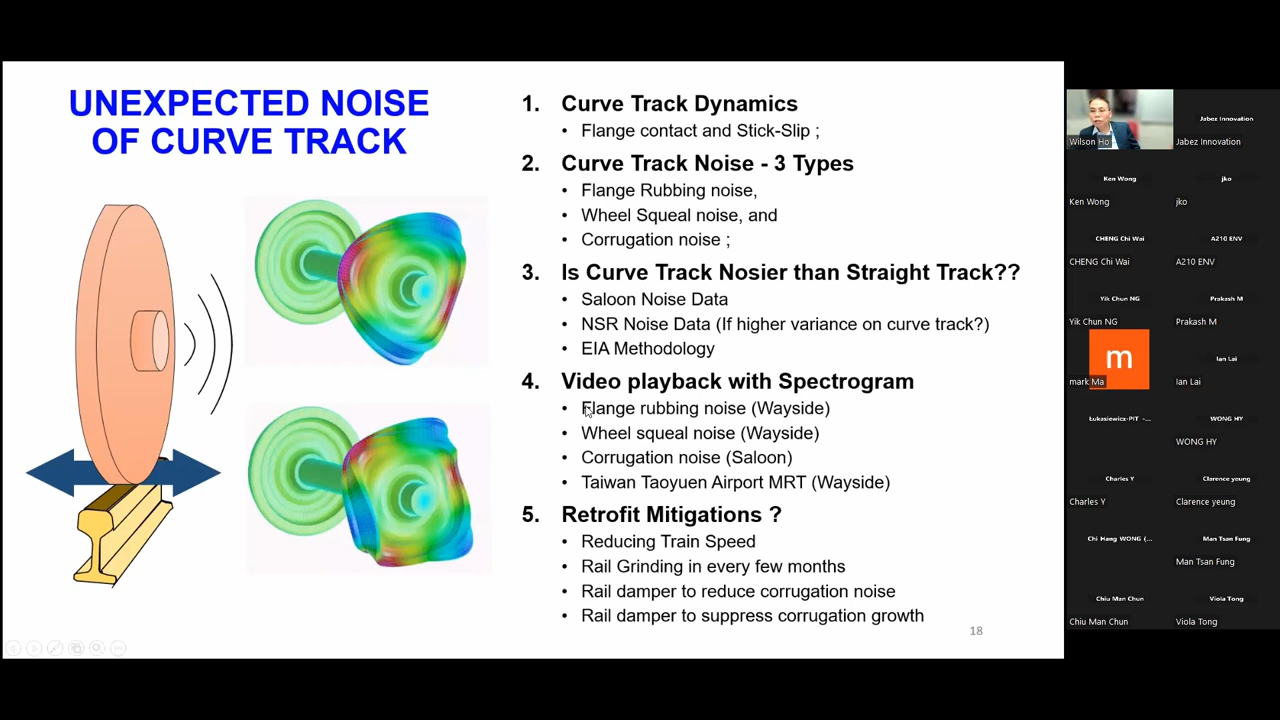 UNEXPECTED NOISE
OF CURVE TRACK
1. Curve Track Dynamics
• Flange contact and Stick-Slip ;
2. Curve Track Noise - 3 Types
• Flange Rubbing noise,
• Wheel Squeal noise, and
• Corrugation noise ;
3. Is Curve Track Nosier than Straight Track??
• Saloon Noise Data
• NSR Noise Data (If higher variance on curve track?)
• EIA Methodology
4. Video playback with Spectrogram
• Flange rubbing noise (Wayside)
• Wheel squeal noise (Wayside)
• Corrugation noise (Saloon)
• Taiwan Taoyuen Airport MRT (Wayside)
5. Retrofit Mitigations ?
• Reducing Train Speed
• Rail Grinding in every few months
• Rail damper to reduce corrugation noise
• Rail damper to suppress corrugation growth
18
Wilson Ho
Jabez Innovation
Jabez Innovation
Ken Wong
Ken Wong
jko
jko
CHENG Chi Wai
CHENG Chi Wai
A210 ENV
A210 ENV
Yik Chun NG
Yik Chun NG
Prakash M
Prakash M
m
mark Ma
Ian Lai
Ian Lai
Łukasiewicz-PIT -...
WONG HY
WONG HY
Charles Y
Charles Y
Clarence yeung
Clarence yeung
Chi Hang WONG (...
Man Tsan Fung
Man Tsan Fung
Chiu Man Chun
Chiu Man Chun
Viola Tong
Viola Tong